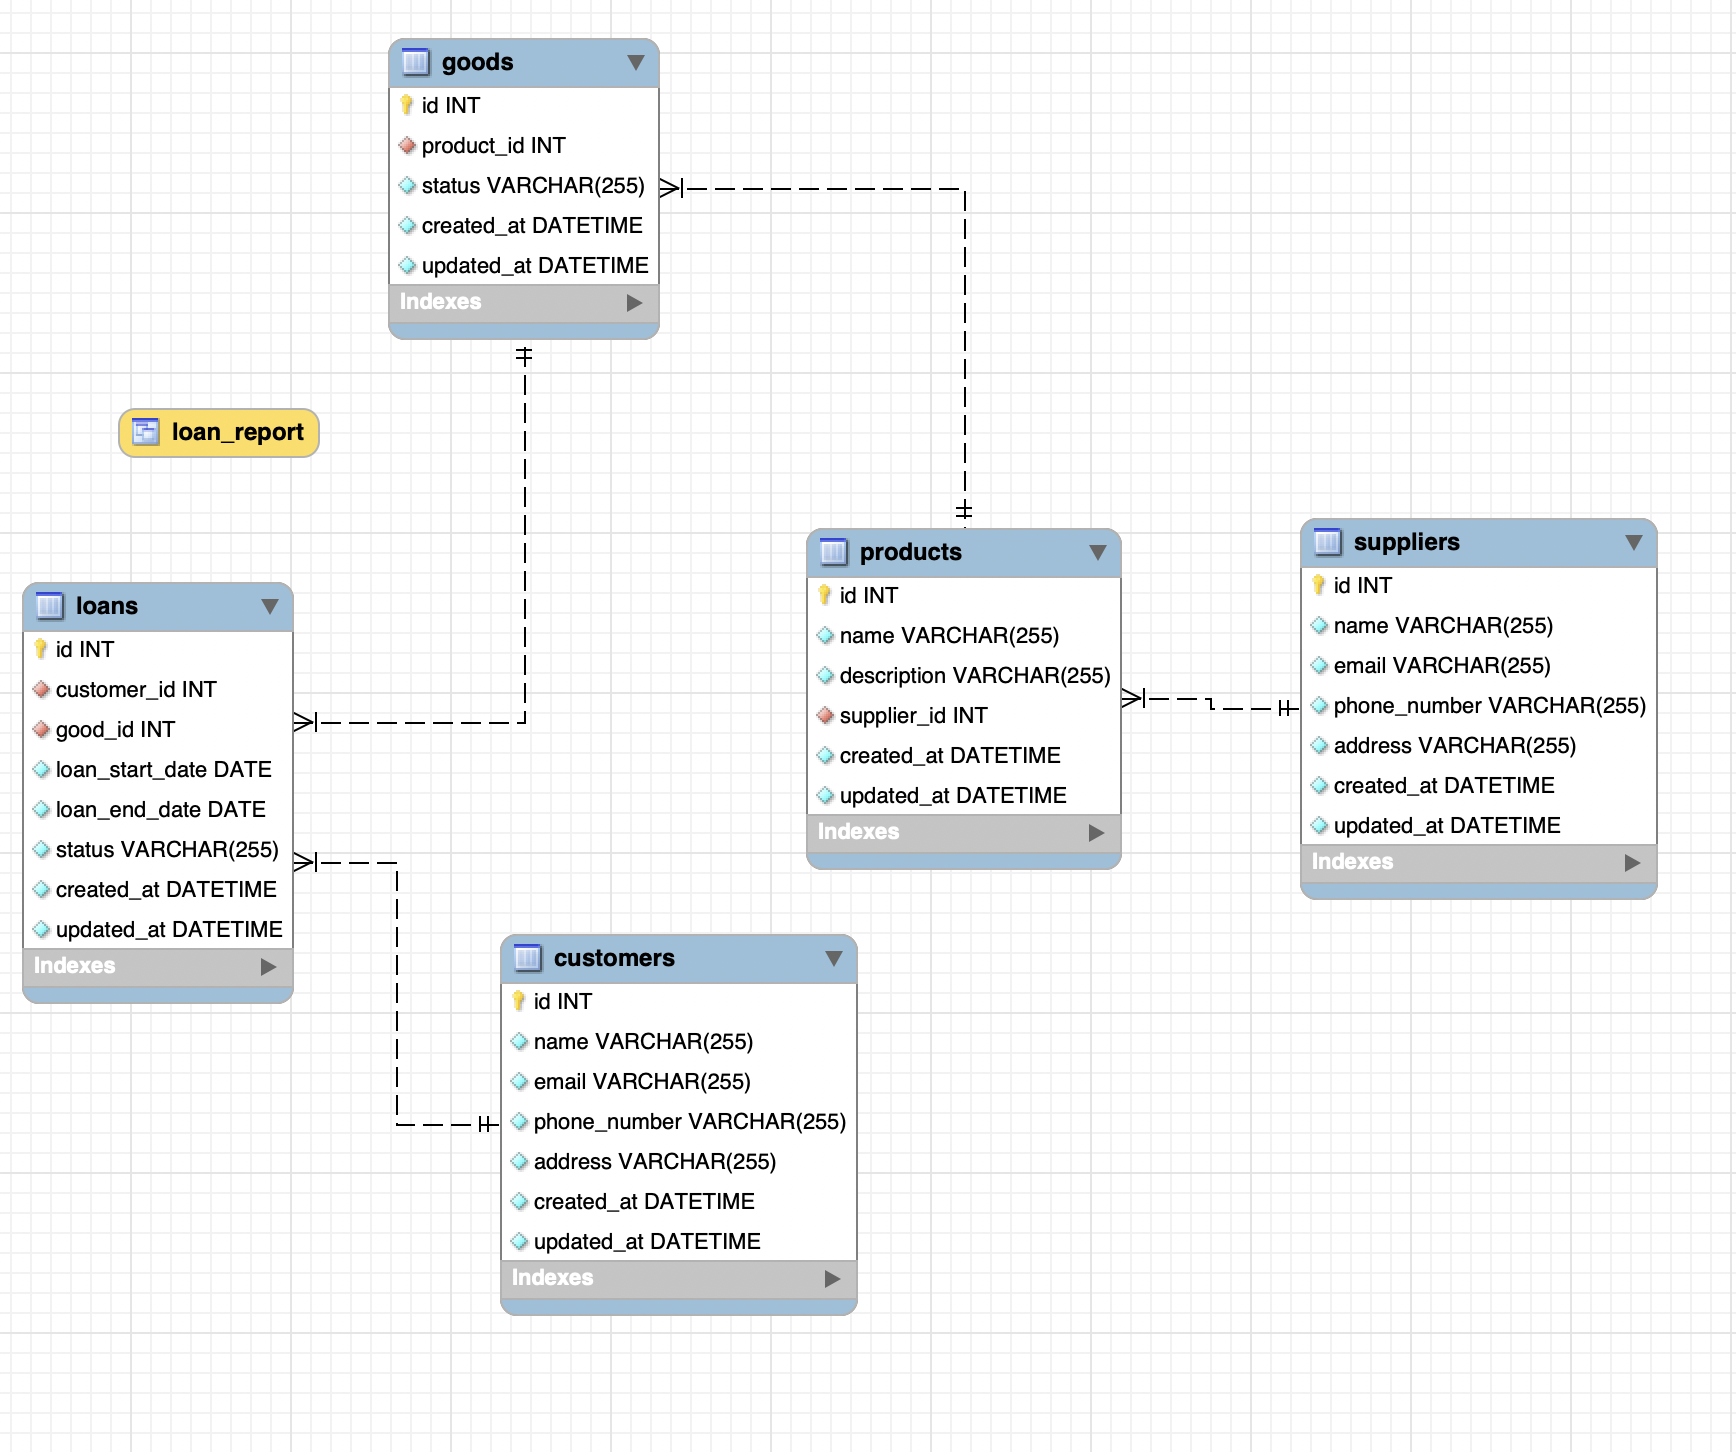 goods
id INT
product_id INT
status VARCHAR(255)
created_at DATETIME
updated_at DATETIME
Indexes
loan_report
loans
id INT
customer_id INT
good_id INT
loan_start_date DATE
loan_end_date DATE
status VARCHAR(255)
created_at DATETIME
updated_at DATETIME
Indexes
products
id INT
name VARCHAR(255)
description VARCHAR(255)
supplier_id INT
created_at DATETIME
updated_at DATETIME
Indexes
suppliers
id INT
name VARCHAR(255)
email VARCHAR(255)
phone_number VARCHAR(255)
address VARCHAR(255)
created_at DATETIME
updated_at DATETIME
Indexes
customers
id INT
name VARCHAR(255)
email VARCHAR(255)
phone_number VARCHAR(255)
address VARCHAR(255)
created_at DATETIME
updated_at DATETIME
Indexes